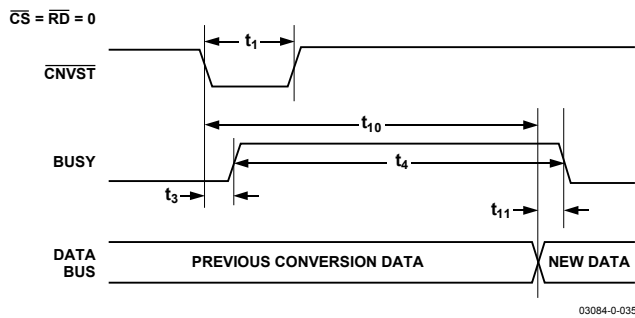 CS = RD = 0
t1
CNVST
t10
BUSY
t4
t3
t11
DATA
BUS
PREVIOUS CONVERSION DATA
NEW DATA
03084-0-035